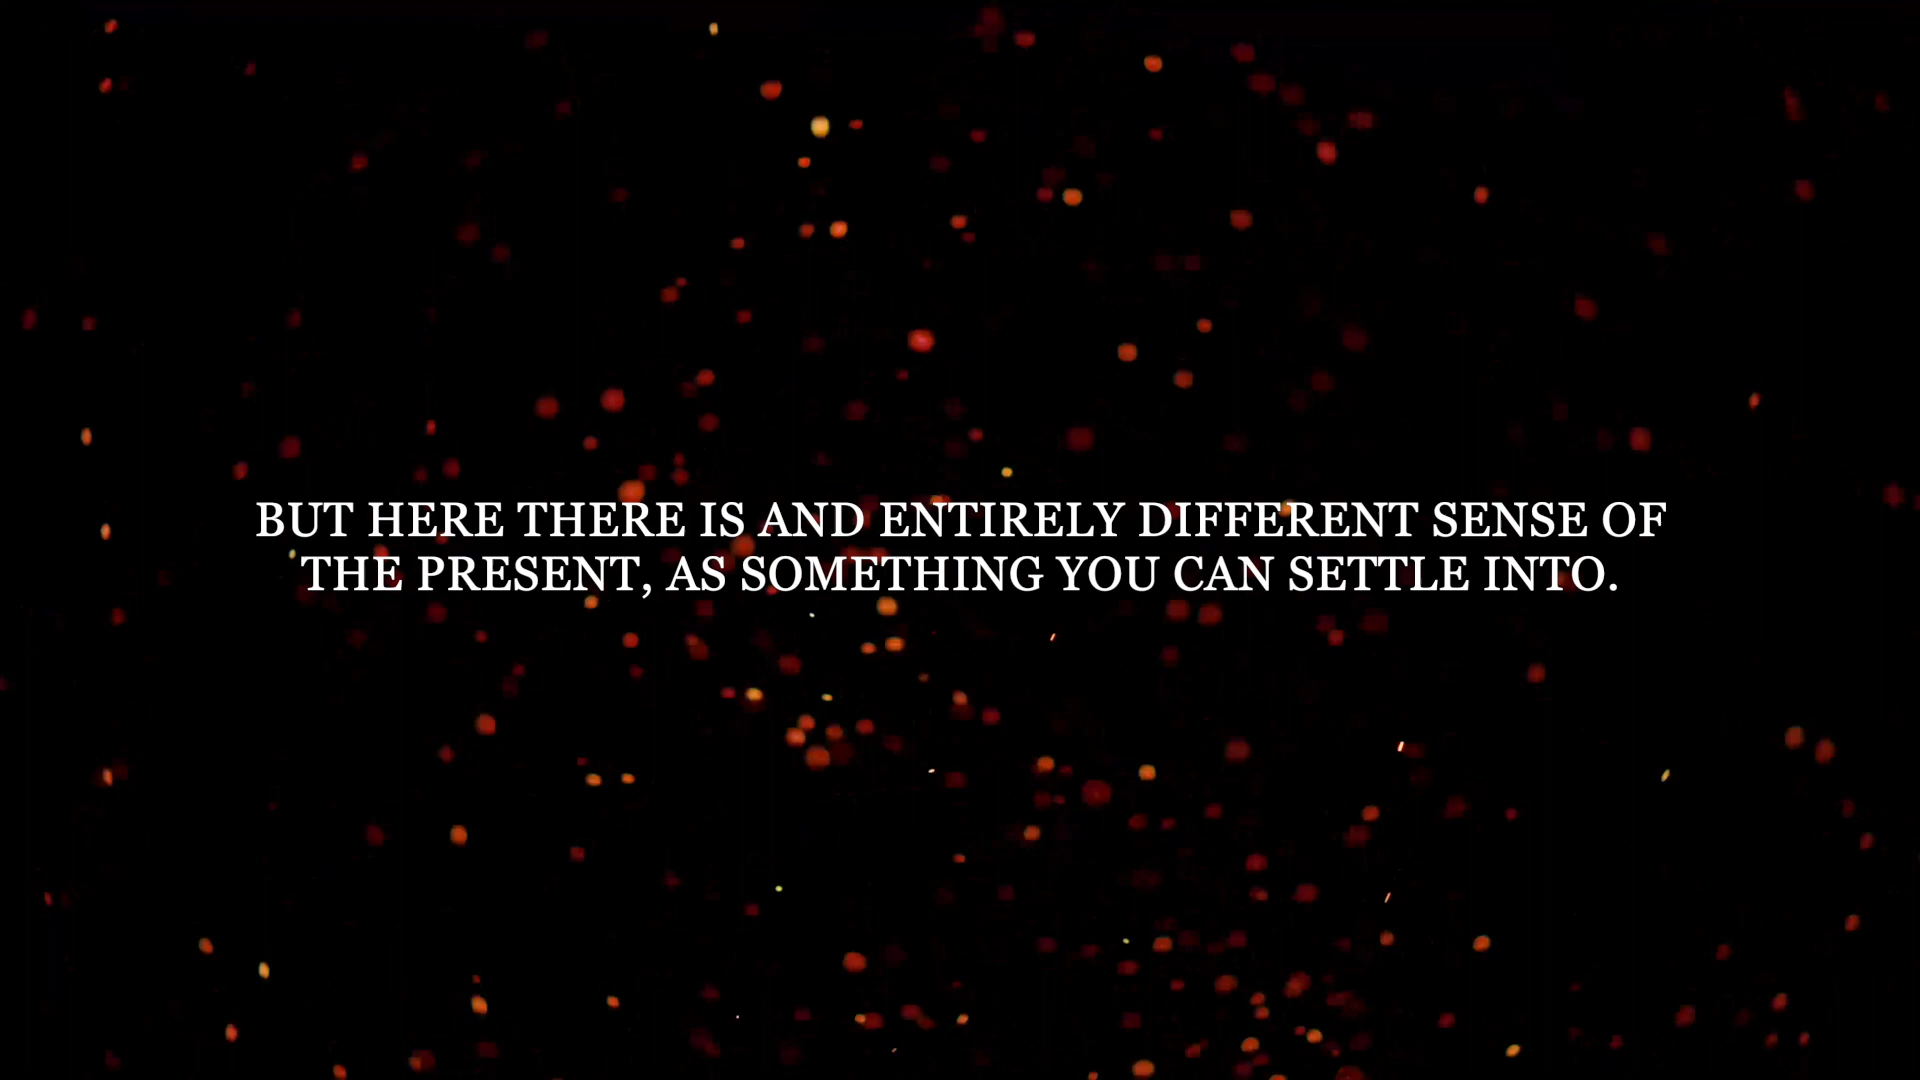 BUT HERE THERE IS AND ENTIRELY DIFFERENT SENSE OF
THE PRESENT, AS SOMETHING YOU CAN SETTLE INTO.